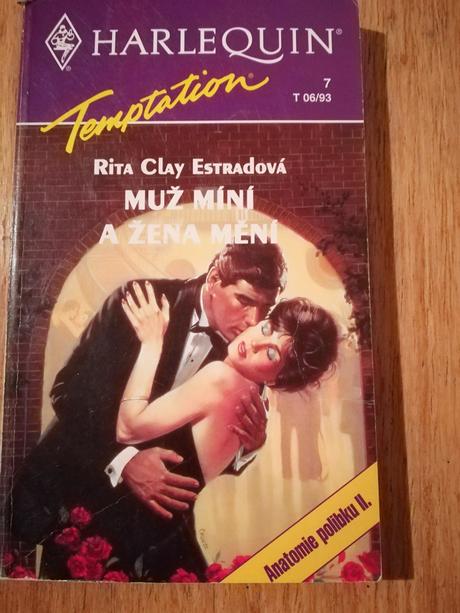 HARLEQUIN®
Temptation®
7
T 06/93
Rita Clay Estradová
MUŽ MÍNÍ
A ŽENA MĚNÍ
Anatomie polibku II.